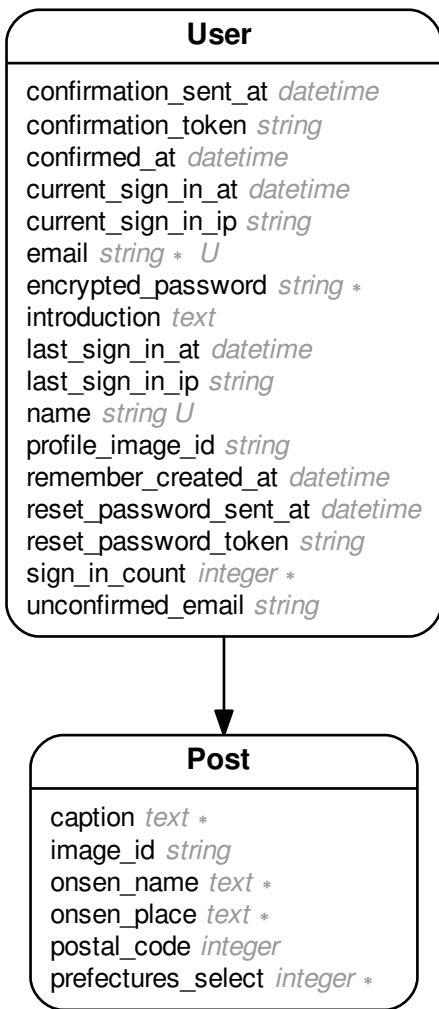 User
confirmation_sent_at datetime
confirmation_token string
confirmed_at datetime
current_sign_in_at datetime
current_sign_in_ip string
email string * U
encrypted_password string *
introduction text
last_sign_in_at datetime
last_sign_in_ip string
name string U
profile_image_id string
remember_created_at datetime
reset_password_sent_at datetime
reset_password_token string
sign_in_count integer *
unconfirmed_email string
Post
caption text *
image_id string
onsen_name text *
onsen_place text *
postal_code integer
prefectures_select integer *